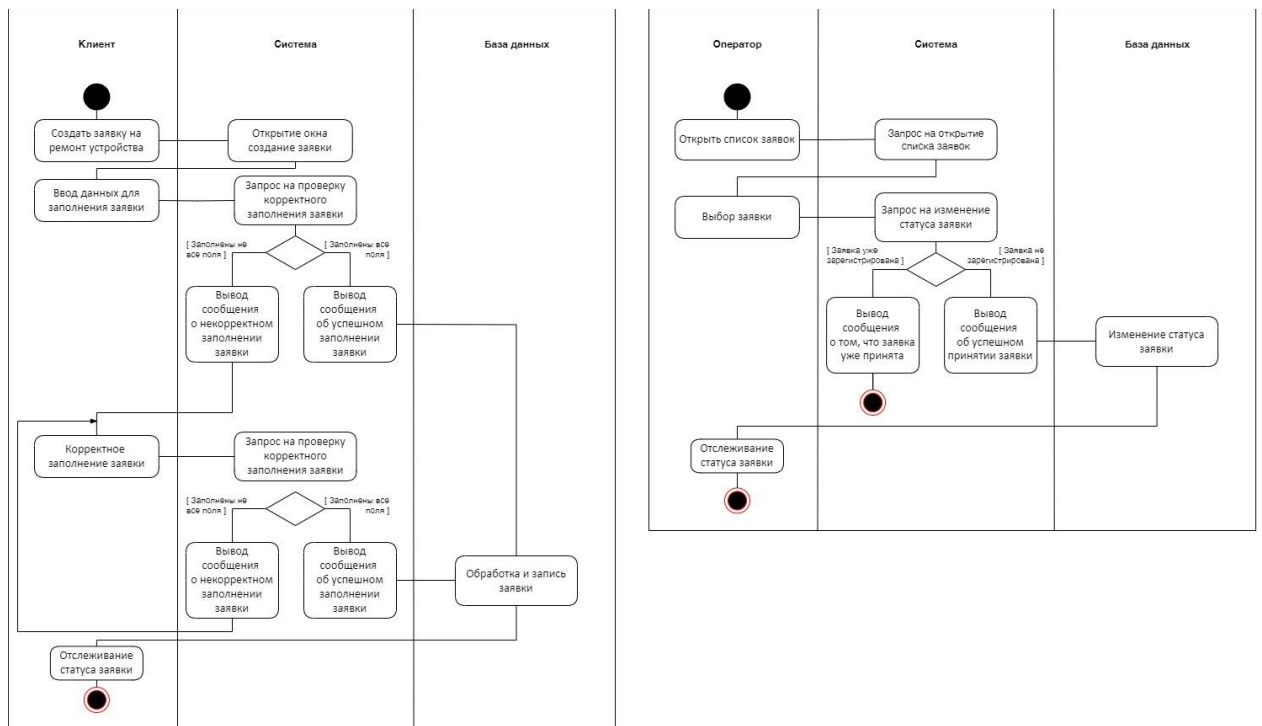 Клиент
Система
База данных
Создать заявку на
ремонт устройства
Открытие окна
создание заявки
Ввод данных для
заполнения заявки
Запрос на проверку
корректного
заполнения заявки
[ Заполнены не
все поля ]
[ Заполнены все
поля ]
Вывод
сообщения
о некорректном
заполнении
заявки
Вывод
сообщения
об успешном
заполнении
заявки
Корректное
заполнение заявки
Запрос на проверку
корректного
заполнения заявки
[ Заполнены не
все поля ]
[ Заполнены все
поля ]
Вывод
сообщения
о некорректном
заполнении
заявки
Вывод
сообщения
об успешном
заполнении
заявки
Обработка и запись
заявки
Отслеживание
статуса заявки
Оператор
Система
База данных
Открыть список заявок
Запрос на открытие
списка заявок
Выбор заявки
Запрос на изменение
статуса заявки
[ Заявка уже
зарегистрирована ]
[ Заявка не
зарегистрирована ]
Вывод
сообщения
о том, что заявка
уже принята
Вывод
сообщения
об успешном
принятии заявки
Изменение статуса
заявки
Отслеживание
статуса заявки